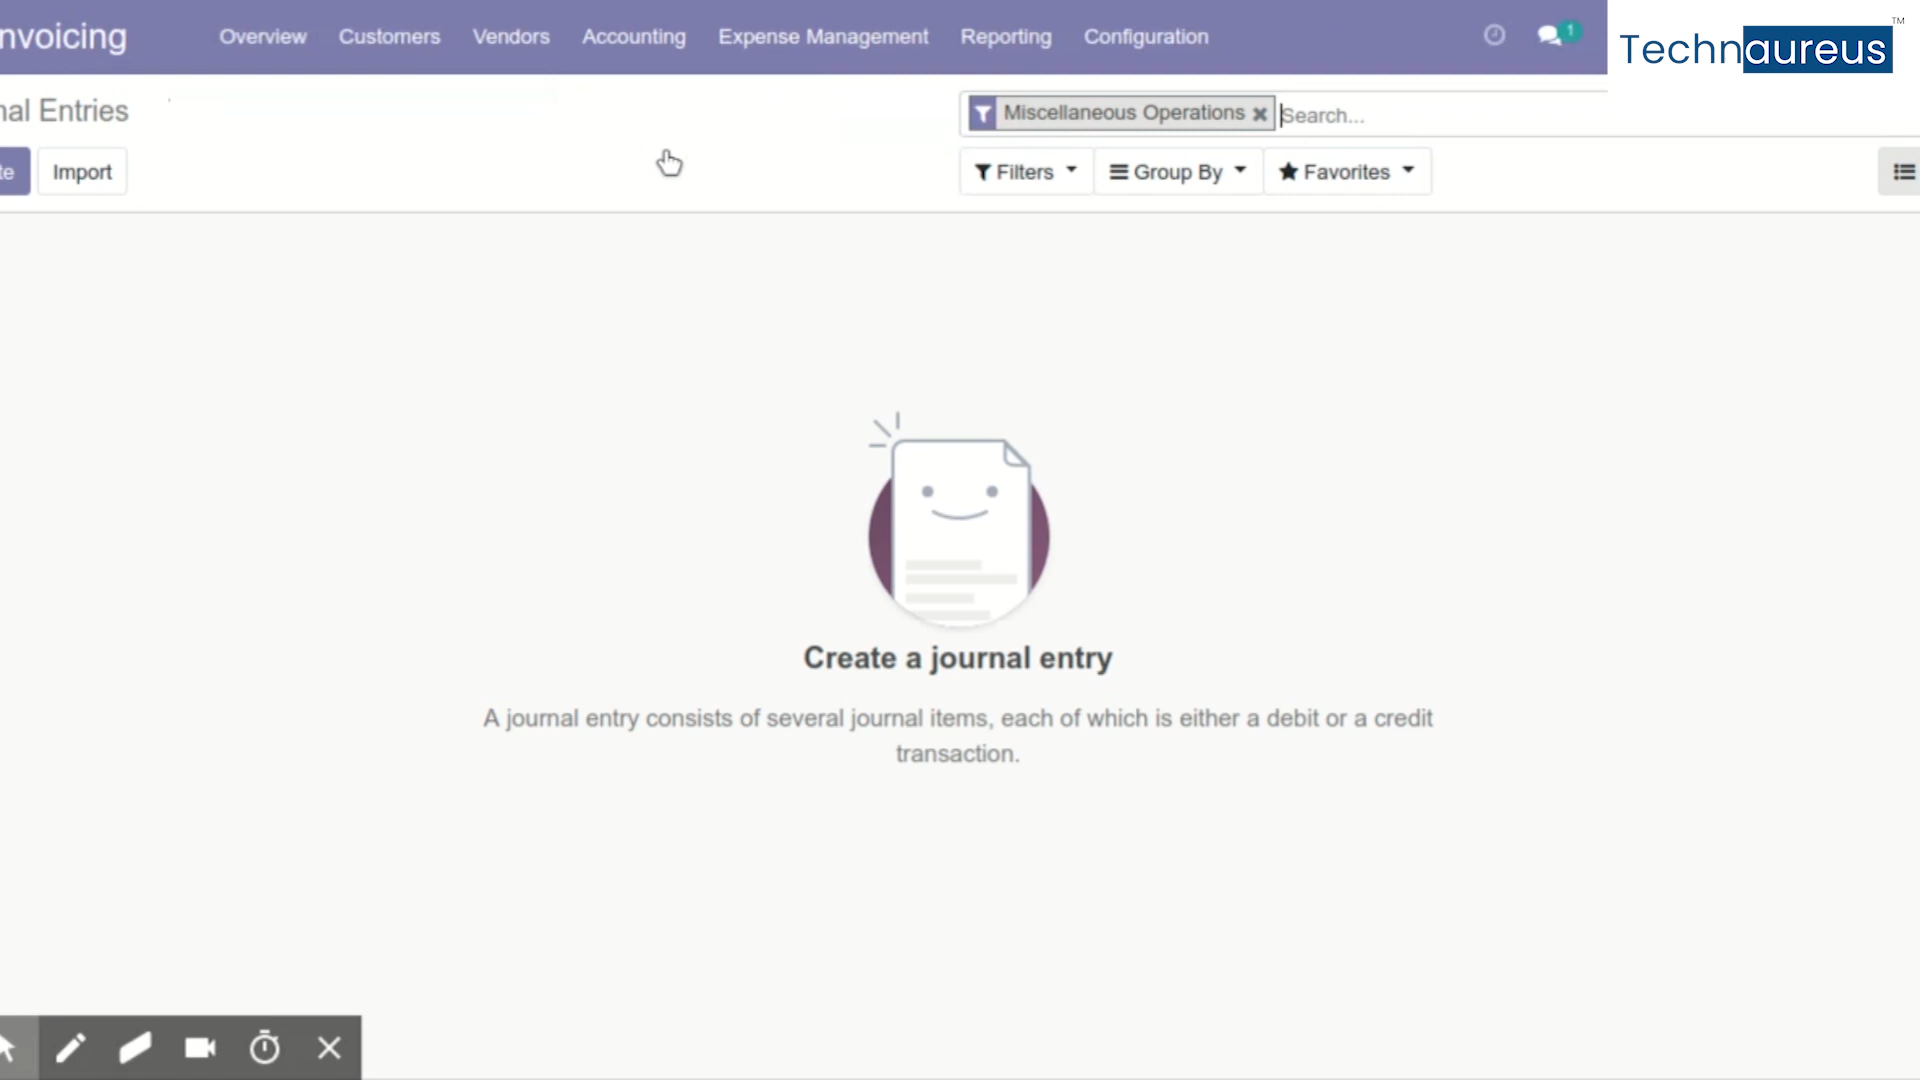 nvoicing Overview Customers Vendors Accounting Expense Management Reporting Configuration 1 Technaureus TM
nal Entries Miscellaneous Operations Search...
te Import Filters Group By Favorites
Create a journal entry
A journal entry consists of several journal items, each of which is either a debit or a credit
transaction.